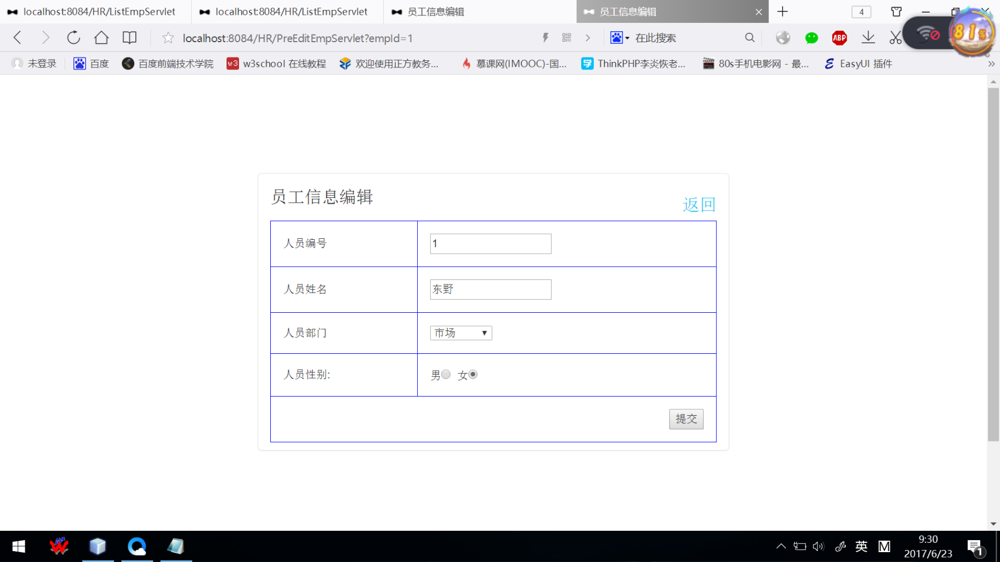 localhost:8084/HR/ListEmpServlet localhost:8084/HR/ListEmpServlet 员工信息编辑 员工信息编辑 4
localhost:8084/HR/PreEditEmpServlet?empId=1 在此搜索 ABP 81%
未登录 百度 百度前端技术学院 w3 w3school 在线教程 欢迎使用正方教务... 慕课网(IMOOC)-国... 学 ThinkPHP李炎恢老... 80s手机电影网 - 最... EasyUI 插件
员工信息编辑
返回
人员编号 1
人员姓名 东野
人员部门 市场
人员性别: 男 女
提交
英 M 9:30
2017/6/23 1